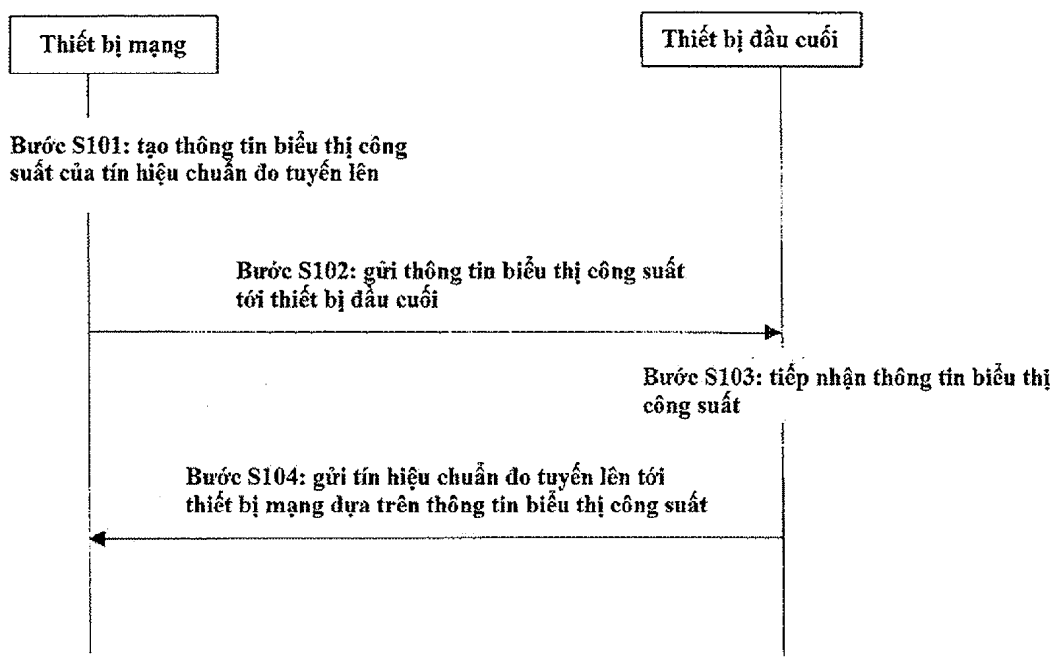 Thiết bị mạng
Thiết bị đầu cuối
Bước S101: tạo thông tin biểu thị công
suất của tín hiệu chuẩn đo tuyến lên
Bước S102: gửi thông tin biểu thị công suất
tới thiết bị đầu cuối
Bước S103: tiếp nhận thông tin biểu thị
công suất
Bước S104: gửi tín hiệu chuẩn đo tuyến lên tới
thiết bị mạng dựa trên thông tin biểu thị công suất